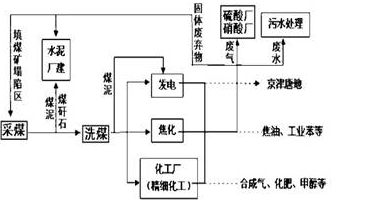 固体废弃物
硫酸厂
硝酸厂
污水处理
填煤矿塌陷区
水泥
厂建
废气
废水
煤泥
发电
京津唐地
煤泥
煤矸石
采煤
洗煤
焦化
焦油、工业苯等
化工厂
(精细化工)
合成气、化肥、甲醇等